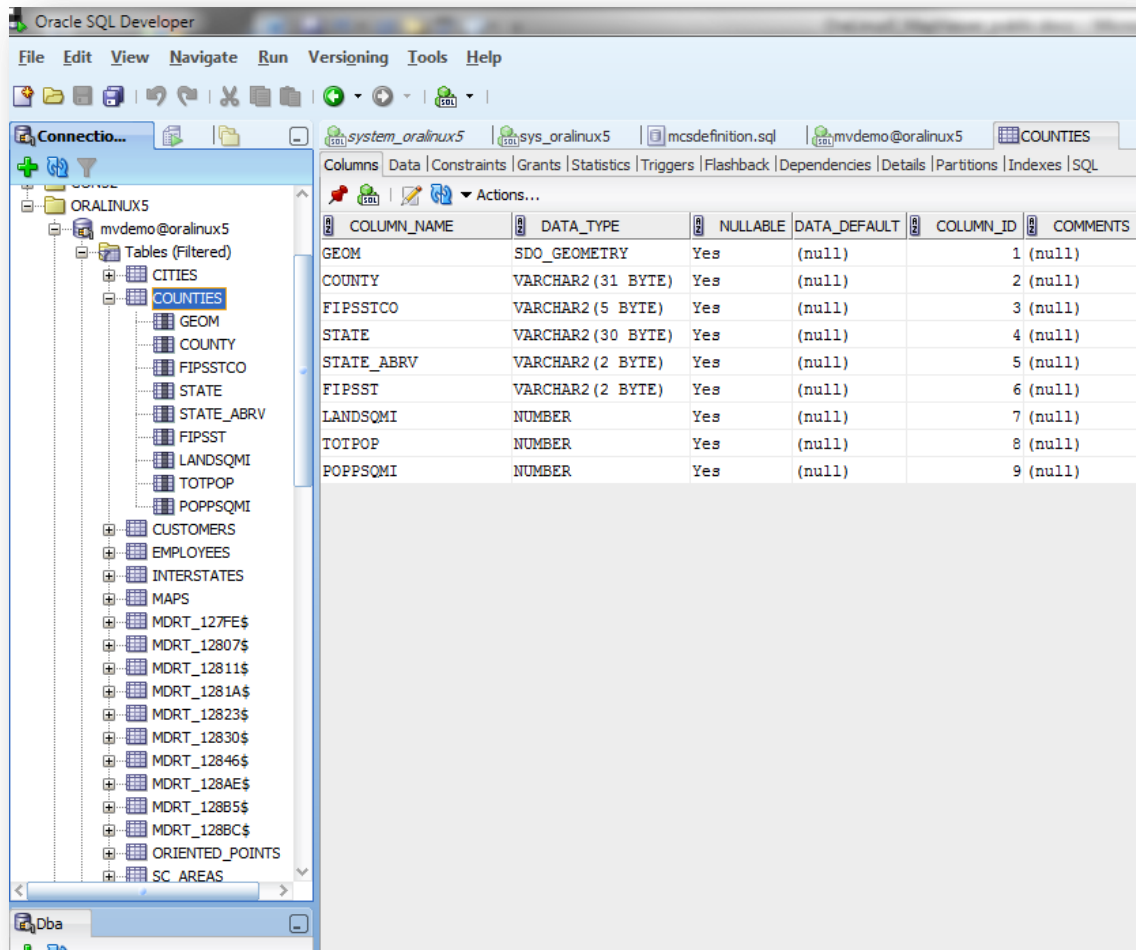 Oracle SQL Developer
File Edit View Navigate Run Versioning Tools Help
Connectio...
ORALINUX5
mvdemo@oralinux5
Tables (Filtered)
CITIES
COUNTIES
GEOM
COUNTY
FIPSSTCO
STATE
STATE_ABRV
FIPSST
LANDSQMI
TOTPOP
POPPSQMI
CUSTOMERS
EMPLOYEES
INTERSTATES
MAPS
MDRT_127FE$
MDRT_12807$
MDRT_12811$
MDRT_1281A$
MDRT_12823$
MDRT_12830$
MDRT_12846$
MDRT_128AE$
MDRT_128B5$
MDRT_128BC$
ORIENTED_POINTS
SC_AREAS
Dba
system_oralinux5 sys_oralinux5 mcsdefinition.sql mvdemo@oralinux5 COUNTIES
Columns Data Constraints Grants Statistics Triggers Flashback Dependencies Details Partitions Indexes SQL
Actions...
COLUMN_NAME DATA_TYPE NULLABLE DATA_DEFAULT COLUMN_ID COMMENTS
GEOM SDO_GEOMETRY Yes (null) 1 (null)
COUNTY VARCHAR2(31 BYTE) Yes (null) 2 (null)
FIPSSTCO VARCHAR2(5 BYTE) Yes (null) 3 (null)
STATE VARCHAR2(30 BYTE) Yes (null) 4 (null)
STATE_ABRV VARCHAR2(2 BYTE) Yes (null) 5 (null)
FIPSST VARCHAR2(2 BYTE) Yes (null) 6 (null)
LANDSQMI NUMBER Yes (null) 7 (null)
TOTPOP NUMBER Yes (null) 8 (null)
POPPSQMI NUMBER Yes (null) 9 (null)